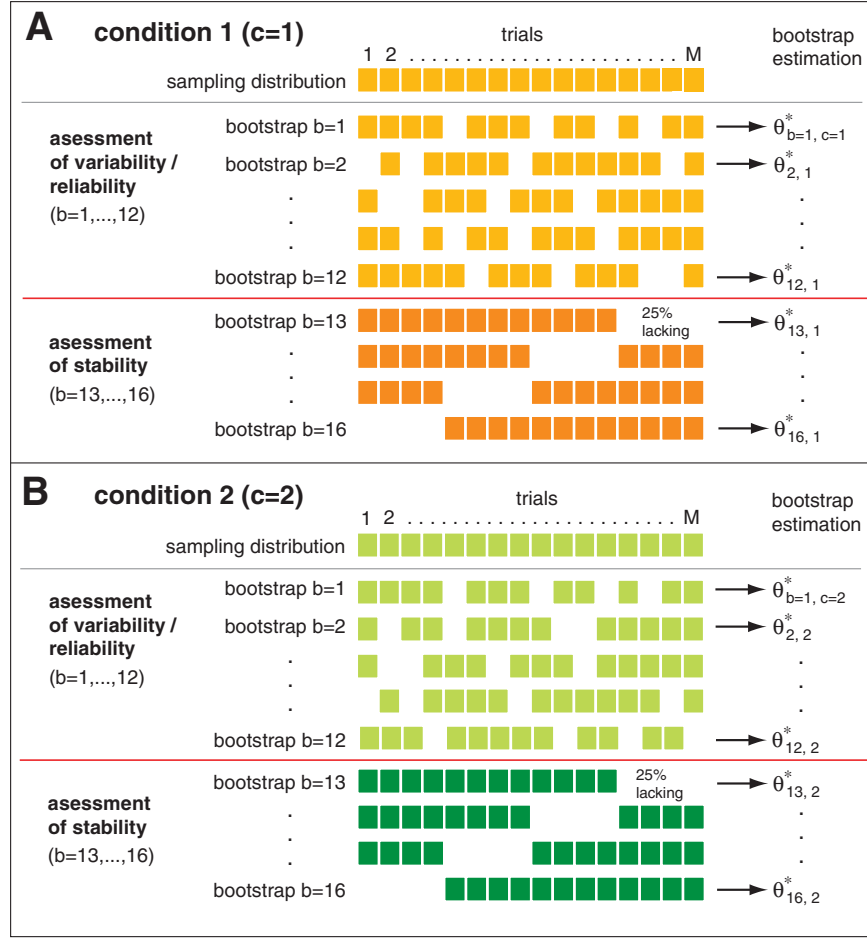 A condition 1 (c=1) trials bootstrap
1 2 . . . . . . . . . . . . . . . . . . . . . . . M estimation
sampling distribution
bootstrap b=1 θ*b=1, c=1
asessment
of variability /
reliability
(b=1,...,12)
bootstrap b=2 θ*2, 1
. . .
. . .
bootstrap b=12 θ*12, 1
bootstrap b=13 25% lacking θ*13, 1
asessment
of stability
(b=13,...,16)
. .
. .
bootstrap b=16 θ*16, 1
B condition 2 (c=2) trials bootstrap
1 2 . . . . . . . . . . . . . . . . . . . . . . . M estimation
sampling distribution
bootstrap b=1 θ*b=1, c=2
asessment
of variability /
reliability
(b=1,...,12)
bootstrap b=2 θ*2, 2
. . .
. . .
bootstrap b=12 θ*12, 2
bootstrap b=13 25% lacking θ*13, 2
asessment
of stability
(b=13,...,16)
. .
. .
bootstrap b=16 θ*16, 2